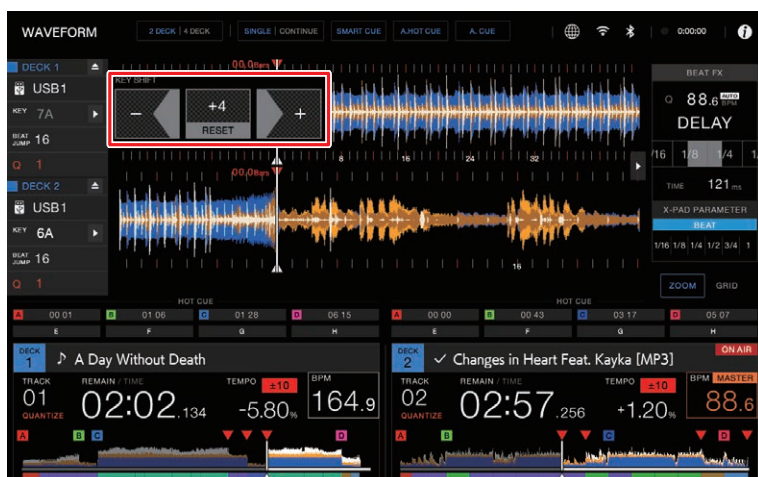 WAVEFORM
2 DECK | 4 DECK
SINGLE | CONTINUE
SMART CUE
A.HOT CUE
A. CUE
0:00:00
i
DECK 1
USB1
KEY 7A
BEAT JUMP 16
Q 1
00.0Bars
KEY SHIFT
− +4 +
RESET
8 16 24 32
DECK 2
USB1
KEY 6A
BEAT JUMP 16
Q 1
00.0Bars
16
BEAT FX
Q 88.6 AUTO BPM
DELAY
/16 1/8 1/4 1
TIME 121 ms
X-PAD PARAMETER
BEAT
1/16 1/8 1/4 1/2 3/4 1
ZOOM GRID
HOT CUE
A 00 01 B 01 06 C 01 28 D 06 15
E F G H
HOT CUE
A 00 00 B 00 43 C 03 17 D 05 07
E F G H
DECK 1 A Day Without Death
TRACK 01
QUANTIZE
REMAIN / TIME
02:02.134
TEMPO ±10
-5.80%
BPM
164.9
A B C D
DECK 2 Changes in Heart Feat. Kayka [MP3]
ON AIR
TRACK 02
QUANTIZE
REMAIN / TIME
02:57.256
TEMPO ±10
+1.20%
BPM MASTER
88.6
A B C D